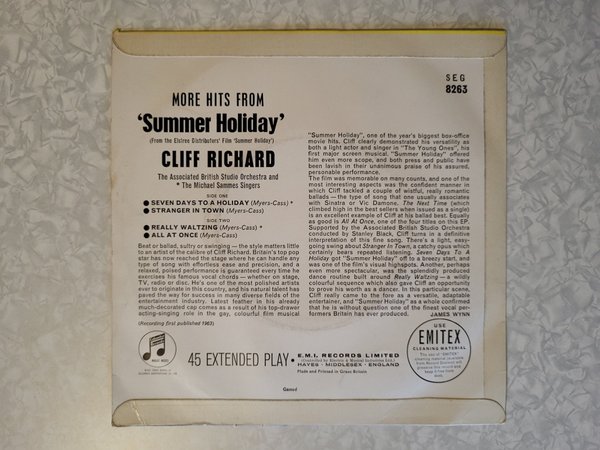 SEG
8263
MORE HITS FROM
'Summer Holiday'
(From the Elstree Distributors' Film 'Summer Holiday')
CLIFF RICHARD
The Associated British Studio Orchestra and
* The Michael Sammes Singers
SIDE ONE
● SEVEN DAYS TO A HOLIDAY (Myers-Cass) *
● STRANGER IN TOWN (Myers-Cass)
SIDE TWO
● REALLY WALTZING (Myers-Cass) *
● ALL AT ONCE (Myers-Cass)
Beat or ballad, sultry or swinging — the style matters little
to an artist of the calibre of Cliff Richard. Britain's top pop
star has now reached the stage where he can handle any
type of song with effortless ease and precision, and a
relaxed, poised performance is guaranteed every time he
exercises his famous vocal chords — whether on stage,
TV, radio or disc. He's one of the most polished artists
ever to originate in this country, and his natural talent has
paved the way for success in many diverse fields of the
entertainment industry. Latest feather in his already
much-decorated cap comes as a result of his top-drawer
acting-singing role in the gay, colourful film musical
(Recording first published 1963)
"Summer Holiday", one of the year's biggest box-office
movie hits. Cliff clearly demonstrated his versatility as
both a light actor and singer in "The Young Ones", his
first major screen musical. "Summer Holiday" offered
him even more scope, and both press and public have
been lavish in their unanimous praise of his assured,
personable performance.
The film was memorable on many counts, and one of the
most interesting aspects was the confident manner in
which Cliff tackled a couple of wistful, really romantic
ballads — the type of song that one usually associates
with Sinatra or Vic Damone. The Next Time (which
climbed high in the best sellers when issued as a single)
is an excellent example of Cliff at his ballad best. Equally
as good is All At Once, one of the four titles on this EP.
Supported by the Associated British Studio Orchestra
conducted by Stanley Black, Cliff turns in a definitive
interpretation of this fine song. There's a light, easy-
going swing about Stranger In Town, a catchy opus which
certainly bears repeated listening. Seven Days To A
Holiday got "Summer Holiday" off to a breezy start, and
was one of the film's visual highspots. Another, perhaps
even more spectacular, was the splendidly produced
dance routine built around Really Waltzing — a wildly
colourful sequence which also gave Cliff an opportunity
to prove his worth as a dancer. In this particular scene,
Cliff really came to the fore as a versatile, adaptable
entertainer, and "Summer Holiday" as a whole confirmed
that he is without question one of the finest vocal per-
formers Britain has ever produced.
JAMES WYNN
45 EXTENDED PLAY •
E.M.I. RECORDS LIMITED
HAYES • MIDDLESEX • ENGLAND
Made and Printed in Great Britain
USE
EMITEX
CLEANING MATERIAL
The use of "EMITEX"
cleaning material
will
preserve this record and
keep it free from
dust.
Garrod